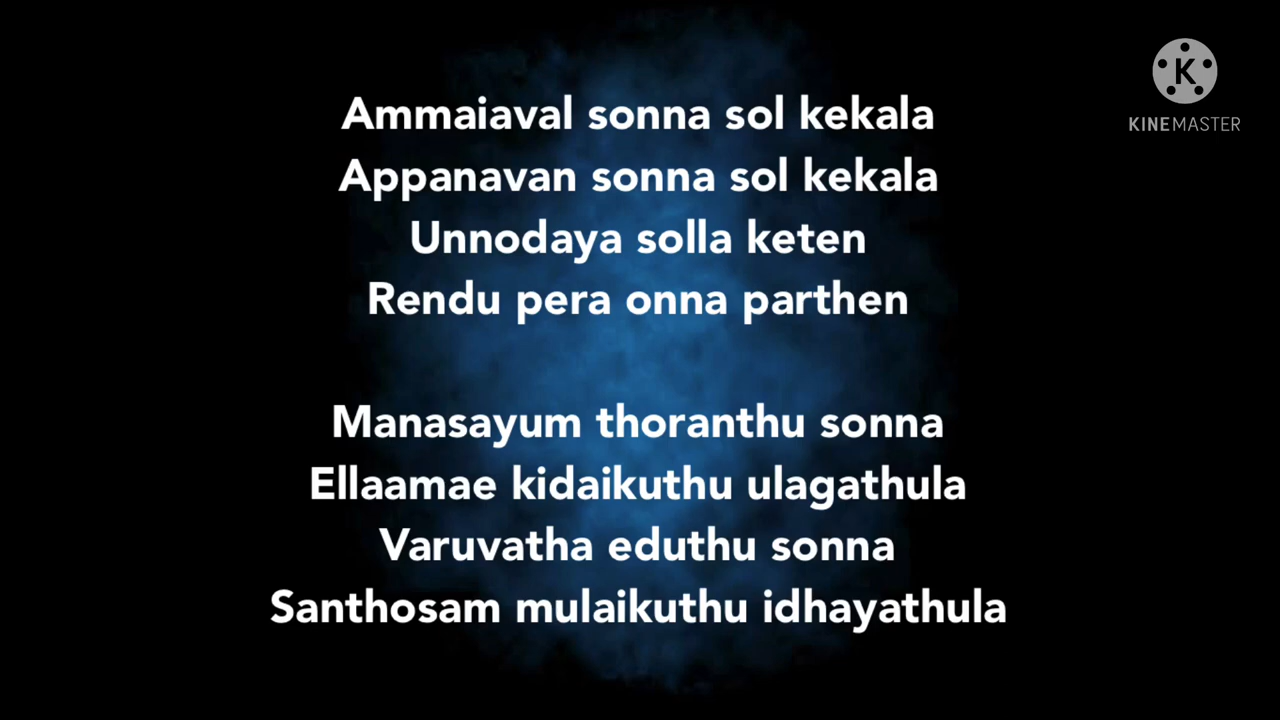 Ammaiaval sonna sol kekala
Appanavan sonna sol kekala
Unnodaya solla keten
Rendu pera onna parthen
Manasayum thoranthu sonna
Ellaamae kidaikuthu ulagathula
Varuvatha eduthu sonna
Santhosam mulaikuthu idhayathula
K
KINEMASTER